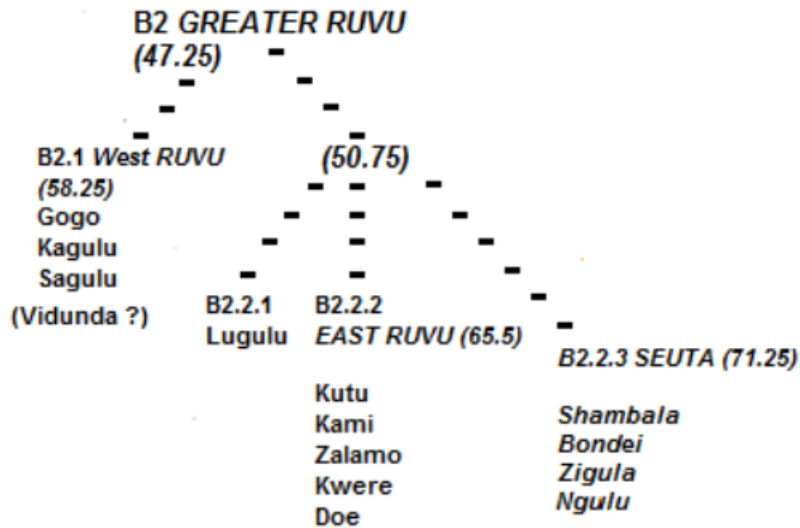 B2 GREATER RUVU
(47.25)
B2.1 West RUVU
(58.25)
Gogo
Kagulu
Sagulu
(Vidunda ?)
(50.75)
B2.2.1
Lugulu
B2.2.2
EAST RUVU (65.5)
Kutu
Kami
Zalamo
Kwere
Doe
B2.2.3 SEUTA (71.25)
Shambala
Bondei
Zigula
Ngulu